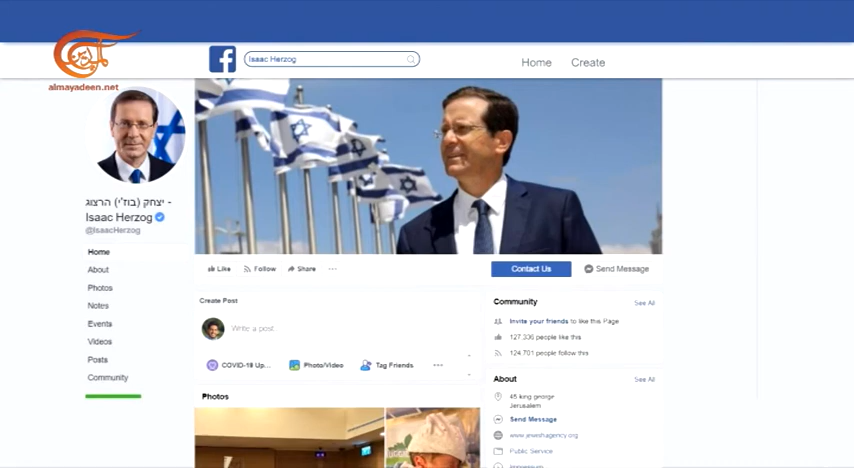 الميادين
almayadeen.net
f
Isaac Herzog
Home
Create
יצחק (בוז'י) הרצוג -
Isaac Herzog
@IsaacHerzog
Home
About
Photos
Notes
Events
Videos
Posts
Community
Like
Follow
Share
...
Contact Us
Send Message
Create Post
Write a post.
COVID-19 Up...
Photo/Video
Tag Friends
...
Photos
Community
See All
Invite your friends to like this Page
127,336 people like this
124,701 people follow this
About
See All
45 king george
Jerusalem
Send Message
www.jewishagency.org
Public Service